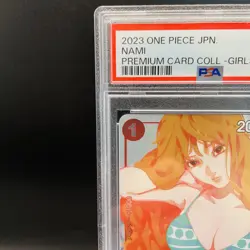 2023 ONE PIECE JPN.
NAMI
PREMIUM CARD COLL -GIRL
PSA
1
20